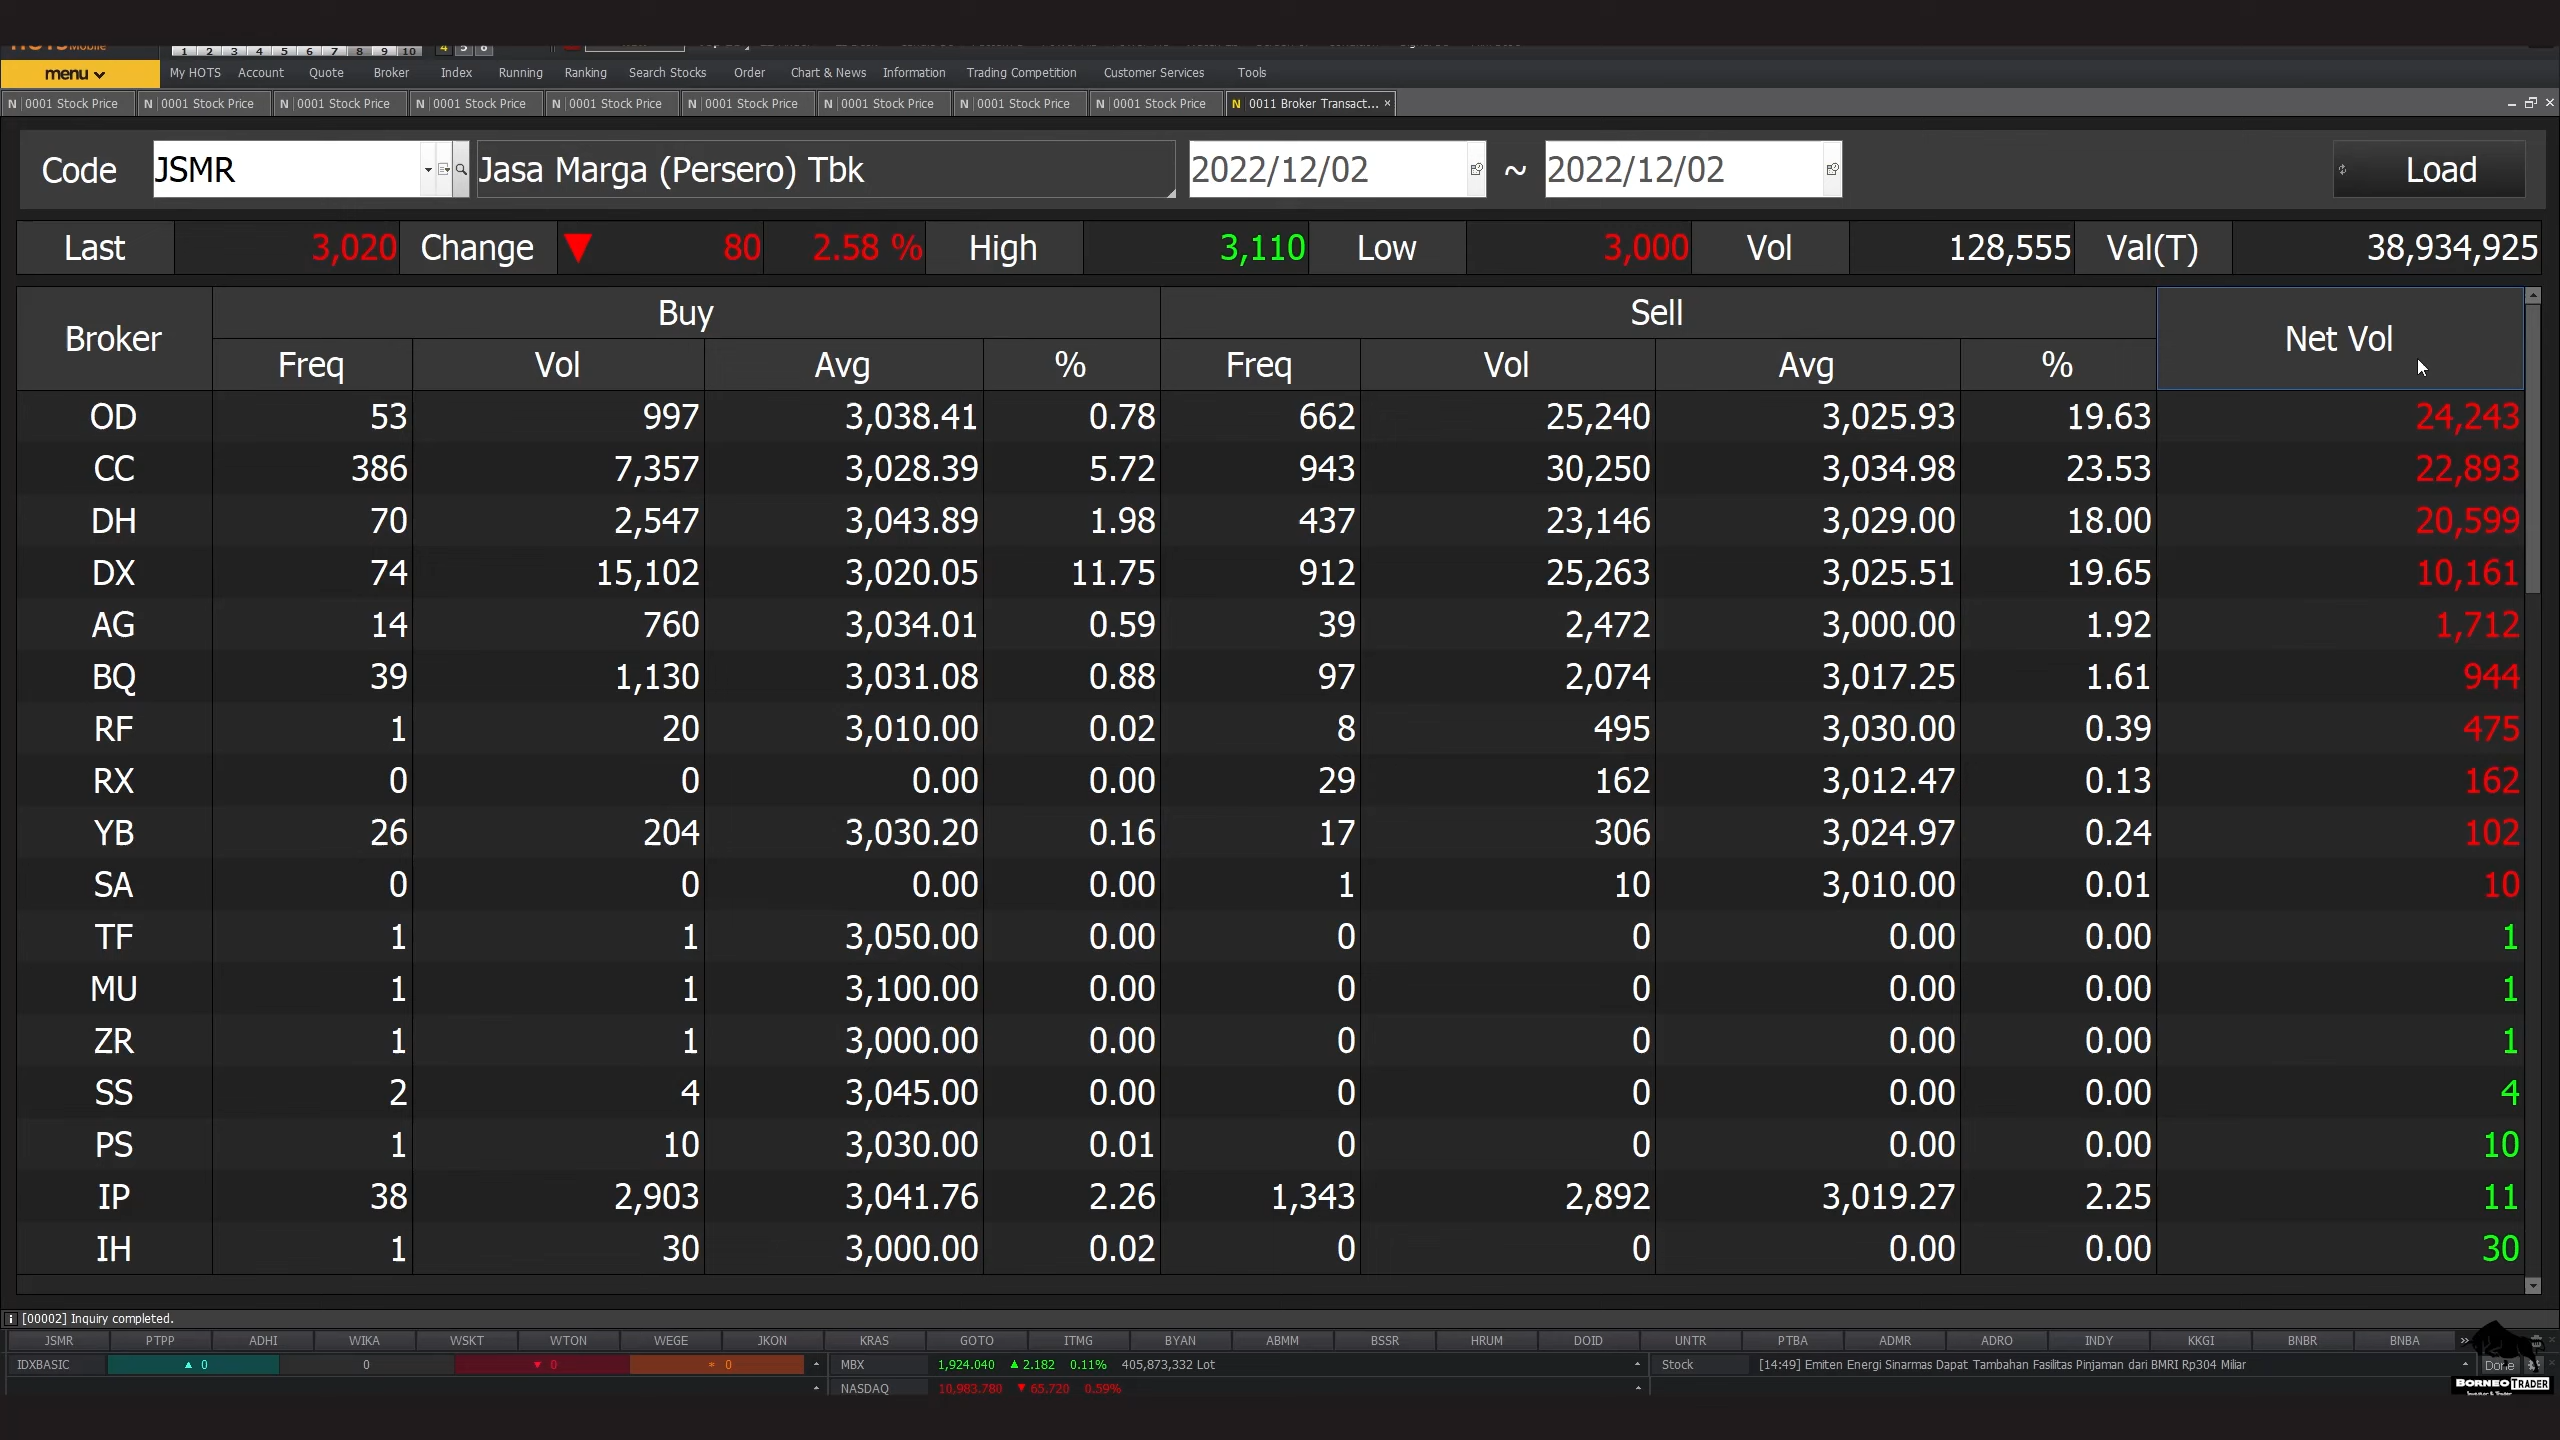 1 2 3 4 5 6 7 8 9 10 4 5 6
menu My HOTS Account Quote Broker Index Running Ranking Search Stocks Order Chart & News Information Trading Competition Customer Services Tools
N 0001 Stock Price N 0001 Stock Price N 0001 Stock Price N 0001 Stock Price N 0001 Stock Price N 0001 Stock Price N 0001 Stock Price N 0001 Stock Price N 0001 Stock Price N 0011 Broker Transact...
Code JSMR Jasa Marga (Persero) Tbk 2022/12/02 ~ 2022/12/02 Load
Last 3,020 Change ▼ 80 2.58 % High 3,110 Low 3,000 Vol 128,555 Val(T) 38,934,925
Broker Buy Sell Net Vol
Freq Vol Avg % Freq Vol Avg %
OD 53 997 3,038.41 0.78 662 25,240 3,025.93 19.63 24,243
CC 386 7,357 3,028.39 5.72 943 30,250 3,034.98 23.53 22,893
DH 70 2,547 3,043.89 1.98 437 23,146 3,029.00 18.00 20,599
DX 74 15,102 3,020.05 11.75 912 25,263 3,025.51 19.65 10,161
AG 14 760 3,034.01 0.59 39 2,472 3,000.00 1.92 1,712
BQ 39 1,130 3,031.08 0.88 97 2,074 3,017.25 1.61 944
RF 1 20 3,010.00 0.02 8 495 3,030.00 0.39 475
RX 0 0 0.00 0.00 29 162 3,012.47 0.13 162
YB 26 204 3,030.20 0.16 17 306 3,024.97 0.24 102
SA 0 0 0.00 0.00 1 10 3,010.00 0.01 10
TF 1 1 3,050.00 0.00 0 0 0.00 0.00 1
MU 1 1 3,100.00 0.00 0 0 0.00 0.00 1
ZR 1 1 3,000.00 0.00 0 0 0.00 0.00 1
SS 2 4 3,045.00 0.00 0 0 0.00 0.00 4
PS 1 10 3,030.00 0.01 0 0 0.00 0.00 10
IP 38 2,903 3,041.76 2.26 1,343 2,892 3,019.27 2.25 11
IH 1 30 3,000.00 0.02 0 0 0.00 0.00 30
[00002] Inquiry completed.
JSMR PTPP ADHI WIKA WSKT WTON WEGE JKON KRAS GOTO ITMG BYAN ABMM BSSR HRUM DOID UNTR PTBA ADMR ADRO INDY KKGI BNBR BNBA »
IDXBASIC ▲ 0 0 ▼ 0 0 MBX 1,924.040 ▲ 2.182 0.11% 405,873,332 Lot Stock [14:49] Emiten Energi Sinarmas Dapat Tambahan Fasilitas Pinjaman dari BMRI Rp304 Miliar Done
NASDAQ 10,983.780 ▼ 65.720 0.59% BORNEO TRADER